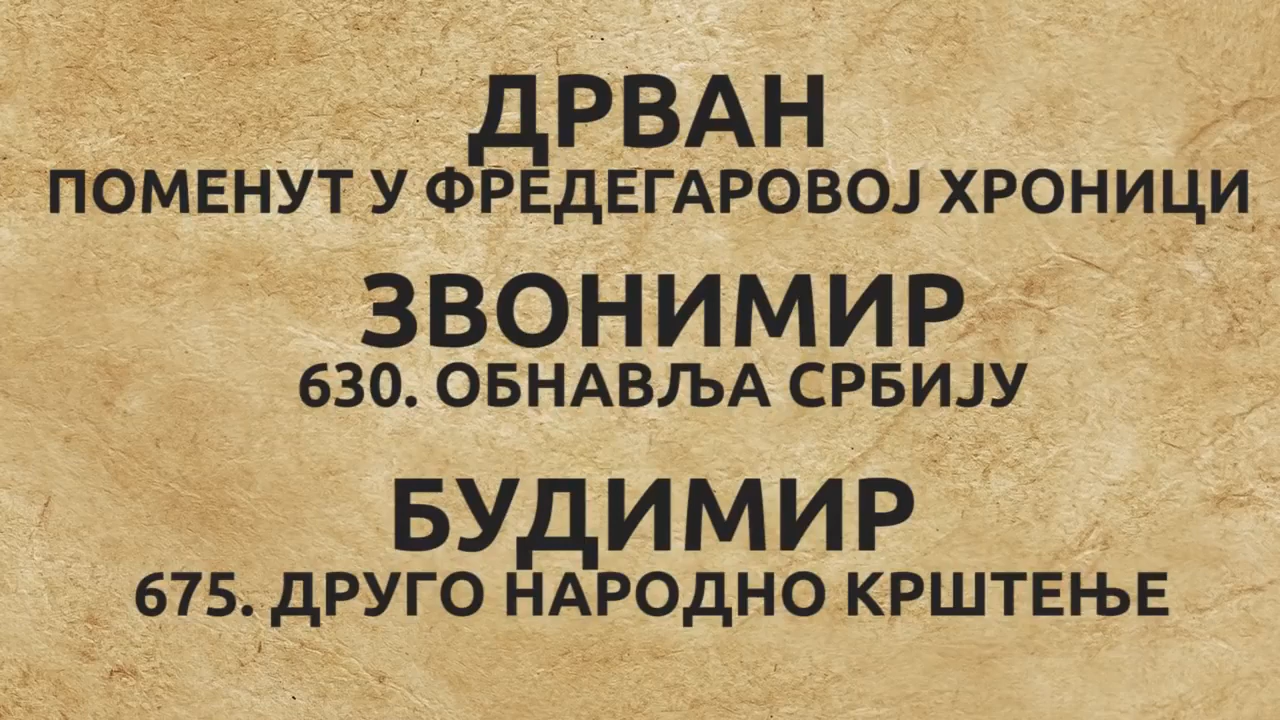 ДРВАН
ПОМЕНУТ У ФРЕДЕГАРОВОЈ ХРОНИЦИ
ЗВОНИМИР
630. ОБНАВЉА СРБИЈУ
БУДИМИР
675. ДРУГО НАРОДНО КРШТЕЊЕ